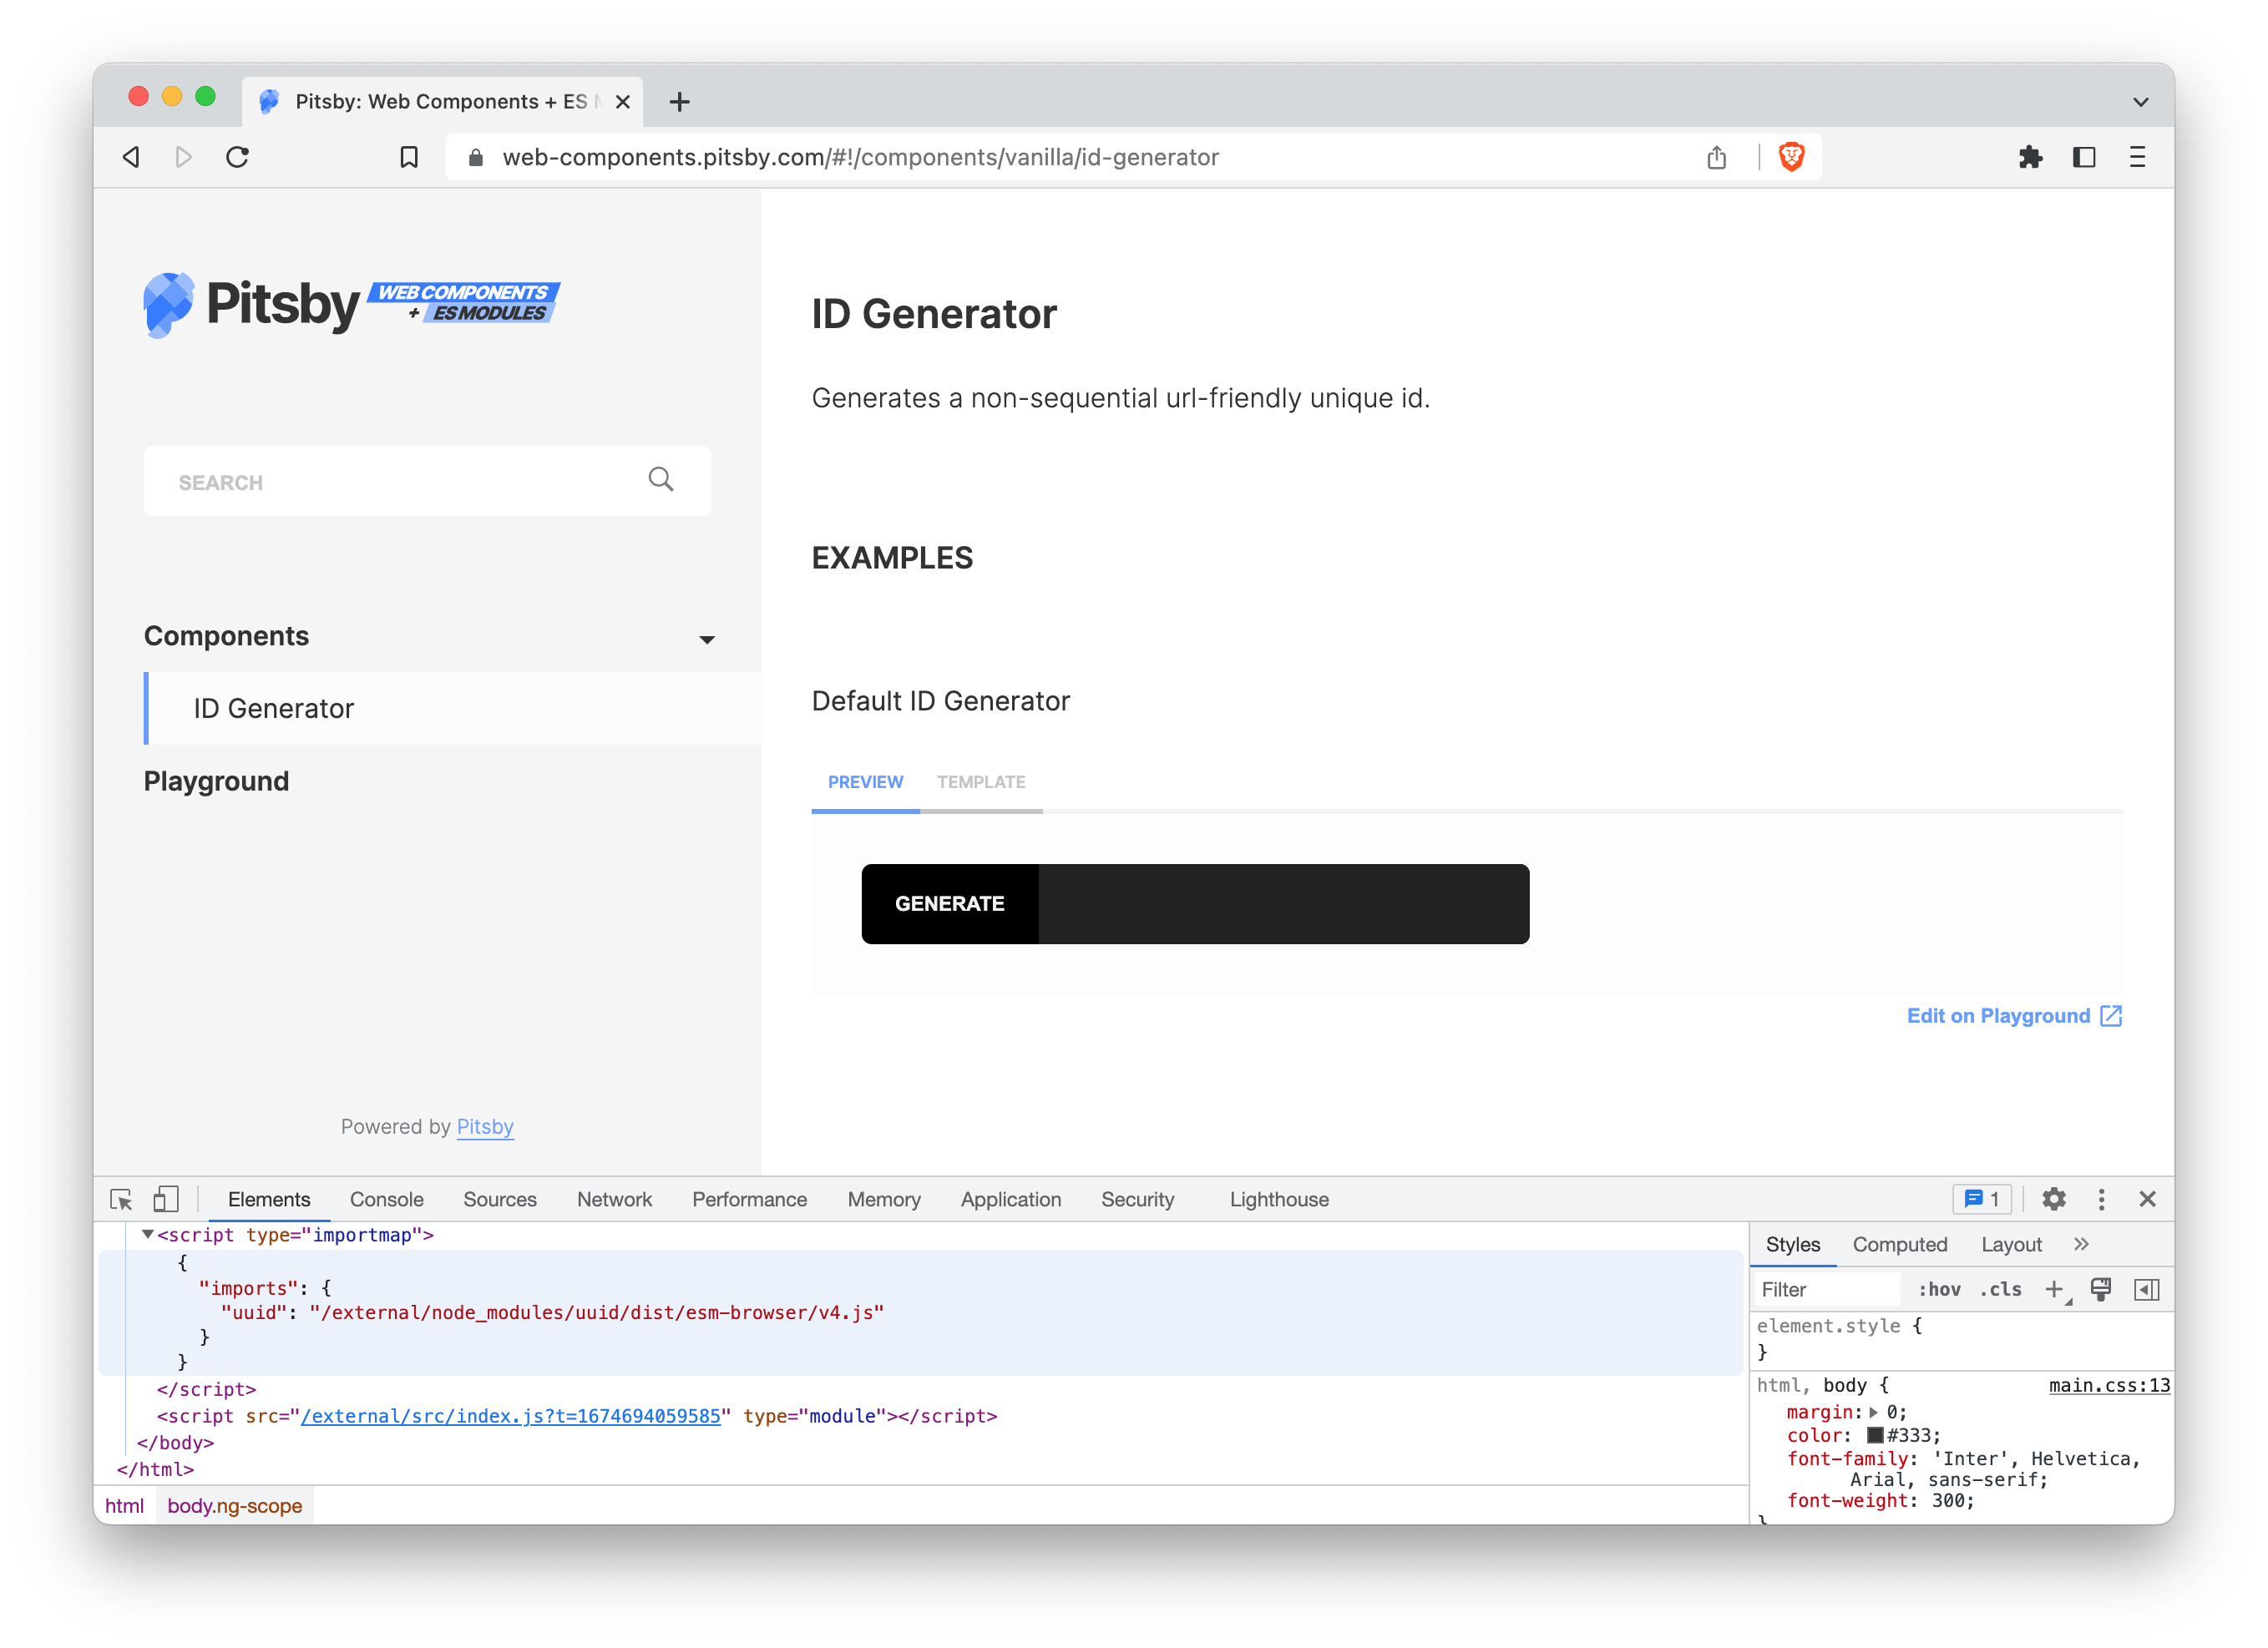 Pitsby: Web Components + ES
web-components.pitsby.com/#!/components/vanilla/id-generator
Pitsby WEB COMPONENTS
+ ES MODULES
SEARCH
Components
ID Generator
Playground
Powered by Pitsby
ID Generator
Generates a non-sequential url-friendly unique id.
EXAMPLES
Default ID Generator
PREVIEW TEMPLATE
GENERATE
Edit on Playground
Elements Console Sources Network Performance Memory Application Security Lighthouse 1
<script type="importmap">
{
"imports": {
"uuid": "/external/node_modules/uuid/dist/esm-browser/v4.js"
}
}
</script>
<script src="/external/src/index.js?t=1674694059585" type="module"></script>
</body>
</html>
html body.ng-scope
Styles Computed Layout »
Filter :hov .cls +
element.style {
}
html, body { main.css:13
margin: 0;
color: #333;
font-family: 'Inter', Helvetica,
Arial, sans-serif;
font-weight: 300;
}